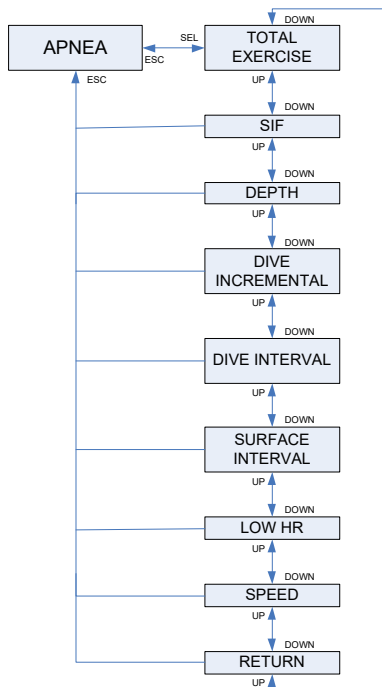 DOWN
APNEA
SEL
ESC
TOTAL
EXERCISE
ESC
UP
DOWN
SIF
UP
DOWN
DEPTH
UP
DOWN
DIVE
INCREMENTAL
UP
DOWN
DIVE INTERVAL
UP
DOWN
SURFACE
INTERVAL
UP
DOWN
LOW HR
UP
DOWN
SPEED
UP
DOWN
RETURN
UP